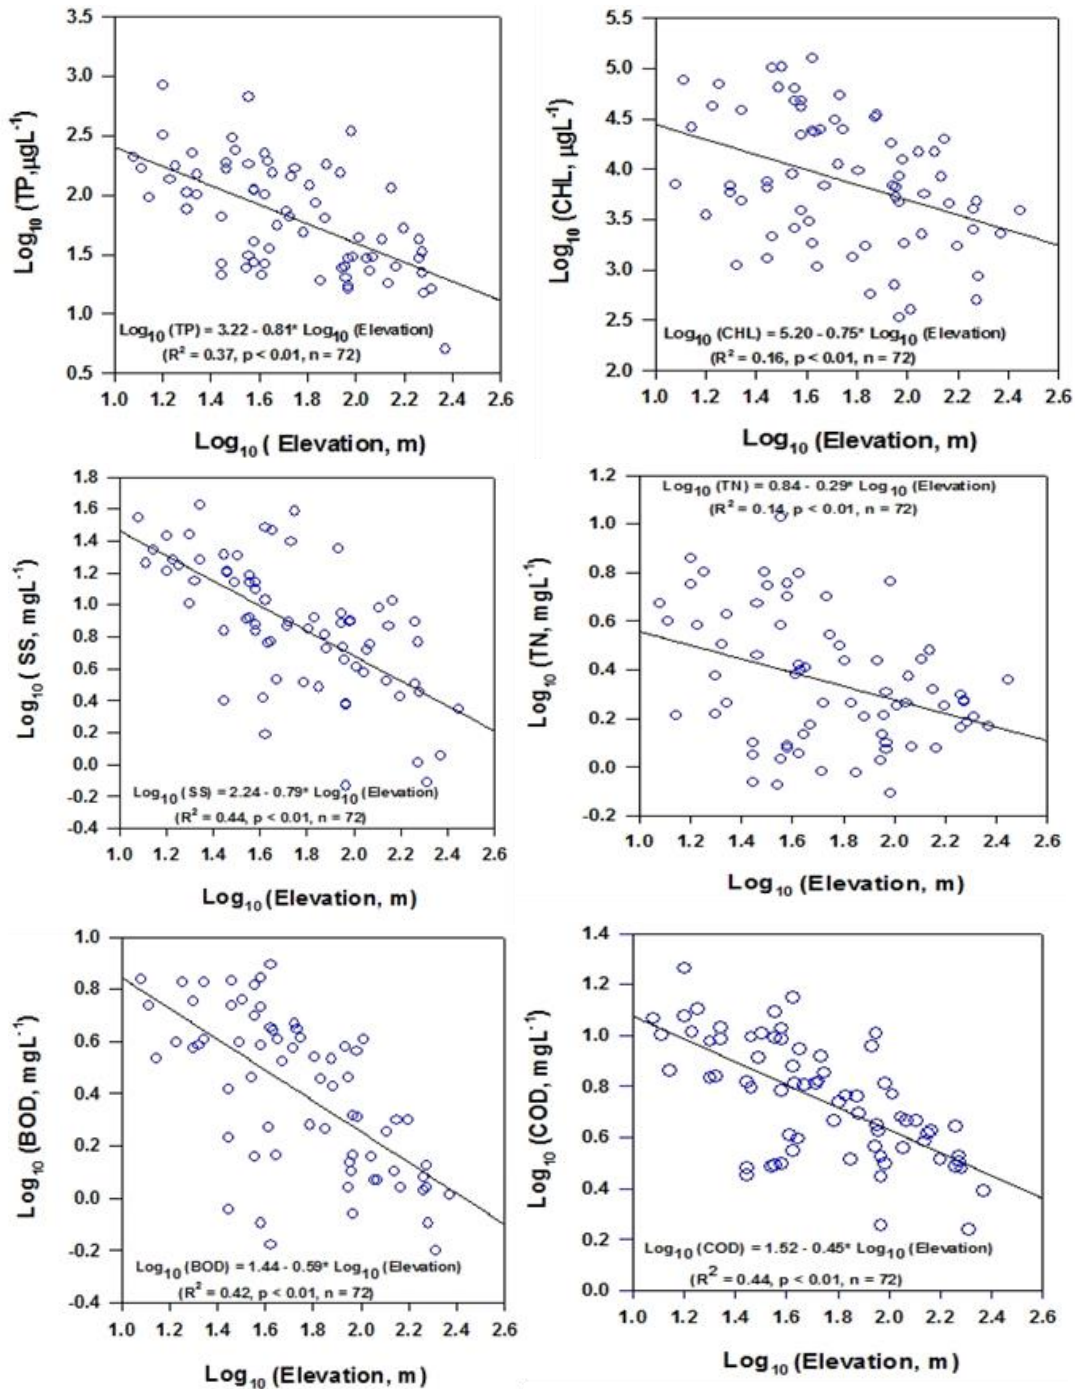 3.5
3.0
2.5
2.0
1.5
1.0
0.5
Log10 (TP,µgL-1)
Log10 (TP) = 3.22 - 0.81* Log10 (Elevation)
(R2 = 0.37, p < 0.01, n = 72)
1.0 1.2 1.4 1.6 1.8 2.0 2.2 2.4 2.6
Log10 ( Elevation, m)
5.5
5.0
4.5
4.0
3.5
3.0
2.5
2.0
Log10 (CHL, µgL-1)
Log10 (CHL) = 5.20 - 0.75* Log10 (Elevation)
(R2 = 0.16, p < 0.01, n = 72)
1.0 1.2 1.4 1.6 1.8 2.0 2.2 2.4 2.6
Log10 (Elevation, m)
1.8
1.6
1.4
1.2
1.0
0.8
0.6
0.4
0.2
0.0
-0.2
-0.4
Log10 ( SS, mgL-1)
Log10 (SS) = 2.24 - 0.79* Log10 (Elevation)
(R2 = 0.44, p < 0.01, n = 72)
1.0 1.2 1.4 1.6 1.8 2.0 2.2 2.4 2.6
Log10 (Elevation, m)
1.2
1.0
0.8
0.6
0.4
0.2
0.0
-0.2
Log10 (TN, mgL-1)
Log10 (TN) = 0.84 - 0.29* Log10 (Elevation)
(R2 = 0.14, p < 0.01, n = 72)
1.0 1.2 1.4 1.6 1.8 2.0 2.2 2.4 2.6
Log10 (Elevation, m)
1.0
0.8
0.6
0.4
0.2
0.0
-0.2
-0.4
Log10 (BOD, mgL-1)
Log10 (BOD) = 1.44 - 0.59* Log10 (Elevation)
(R2 = 0.42, p < 0.01, n = 72)
1.0 1.2 1.4 1.6 1.8 2.0 2.2 2.4 2.6
Log10 (Elevation, m)
1.4
1.2
1.0
0.8
0.6
0.4
0.2
0.0
Log10 (COD, mgL-1)
Log10 (COD) = 1.52 - 0.45* Log10 (Elevation)
(R2 = 0.44, p < 0.01, n = 72)
1.0 1.2 1.4 1.6 1.8 2.0 2.2 2.4 2.6
Log10 (Elevation, m)